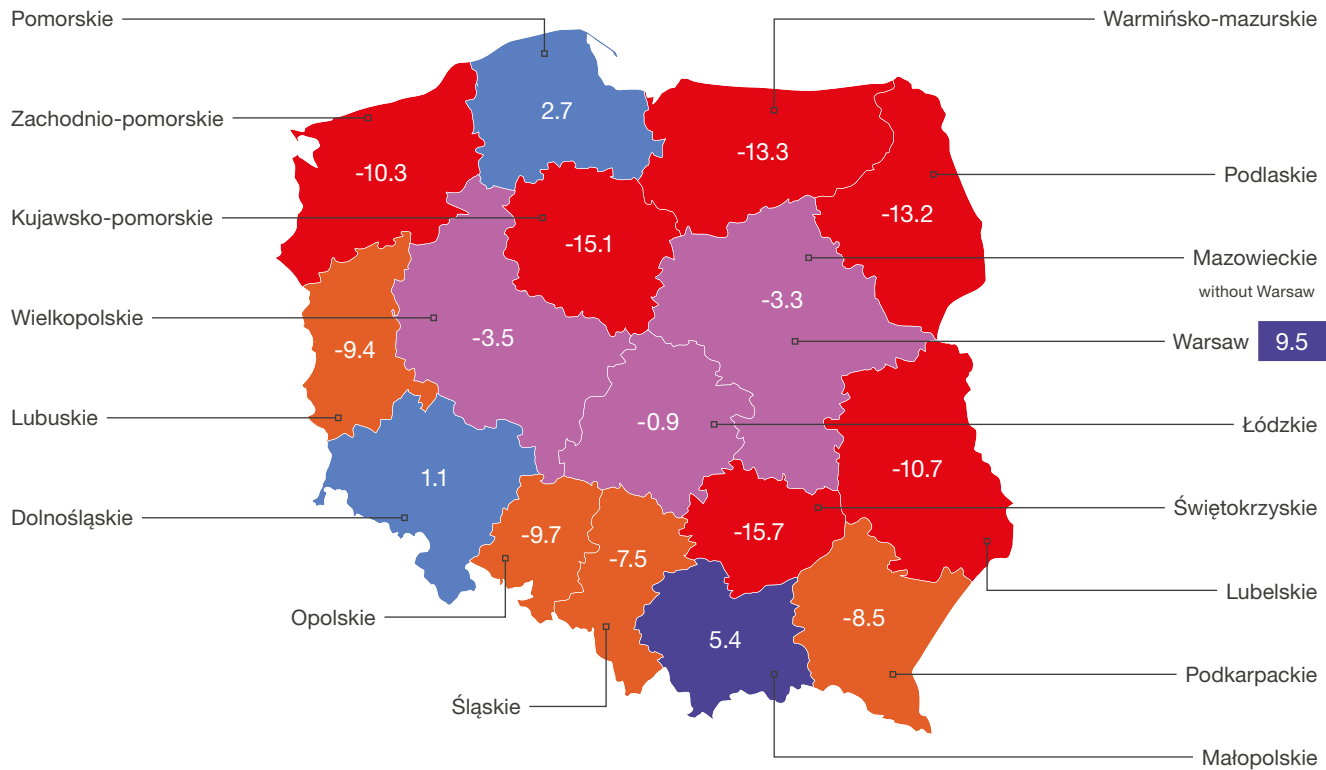 Pomorskie
Warmińsko-mazurskie
2.7
Zachodnio-pomorskie
-13.3
-10.3
Podlaskie
-13.2
Kujawsko-pomorskie
-15.1
Mazowieckie
without Warsaw
-3.3
Wielkopolskie
-3.5
-9.4
Warsaw 9.5
Lubuskie
-0.9
Łódzkie
1.1
-10.7
Dolnośląskie
Świętokrzyskie
-9.7
-7.5
-15.7
Opolskie
Lubelskie
-8.5
5.4
Podkarpackie
Śląskie
Małopolskie